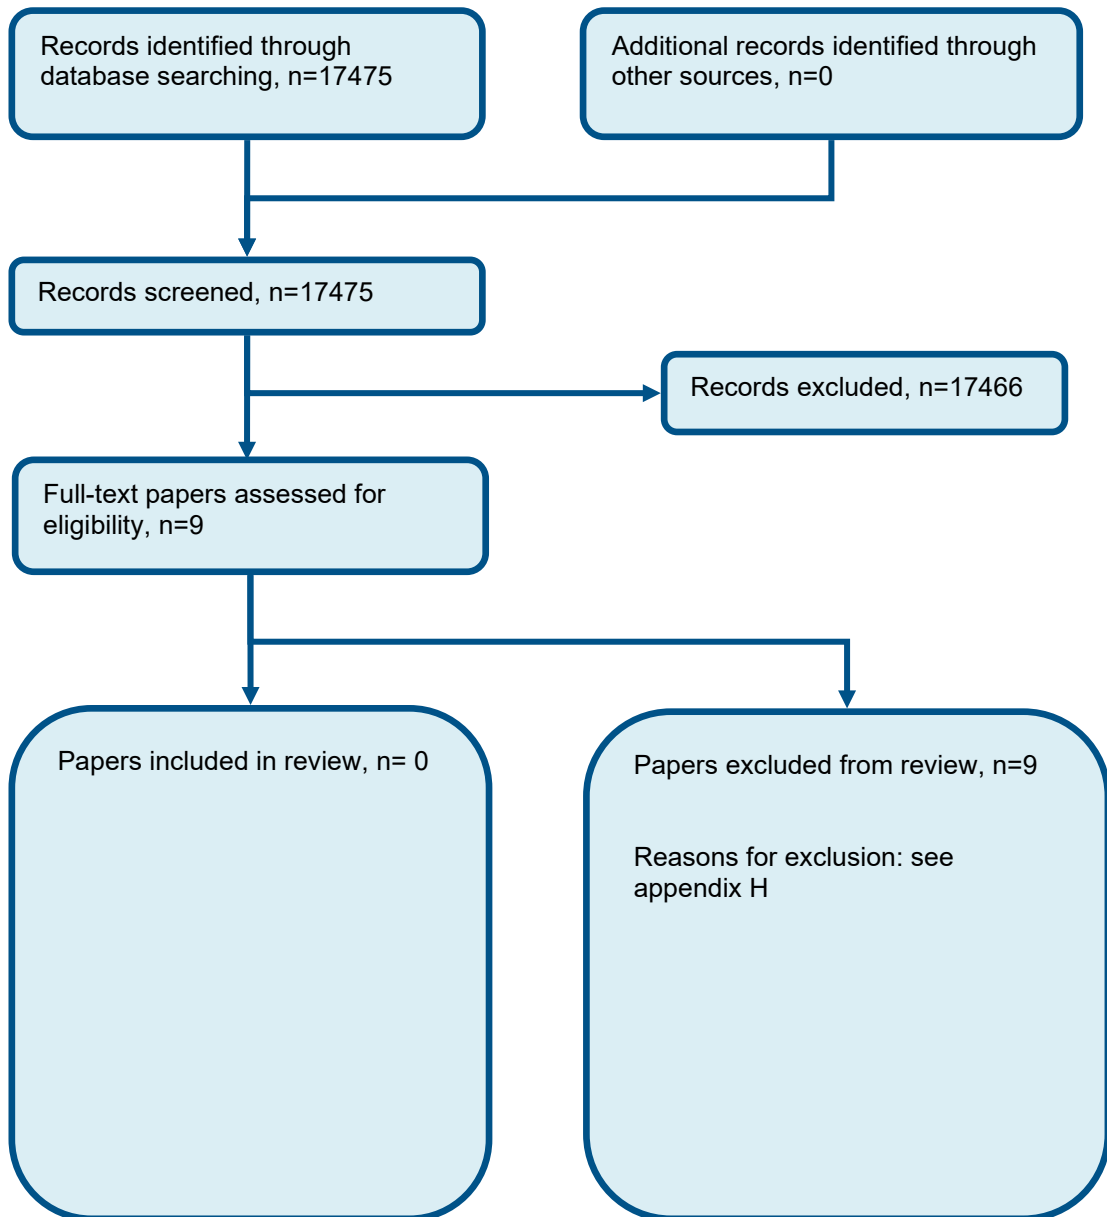 Records identified through
database searching, n=17475
Additional records identified through
other sources, n=0
Records screened, n=17475
Records excluded, n=17466
Full-text papers assessed for
eligibility, n=9
Papers included in review, n= 0
Papers excluded from review, n=9
Reasons for exclusion: see
appendix H